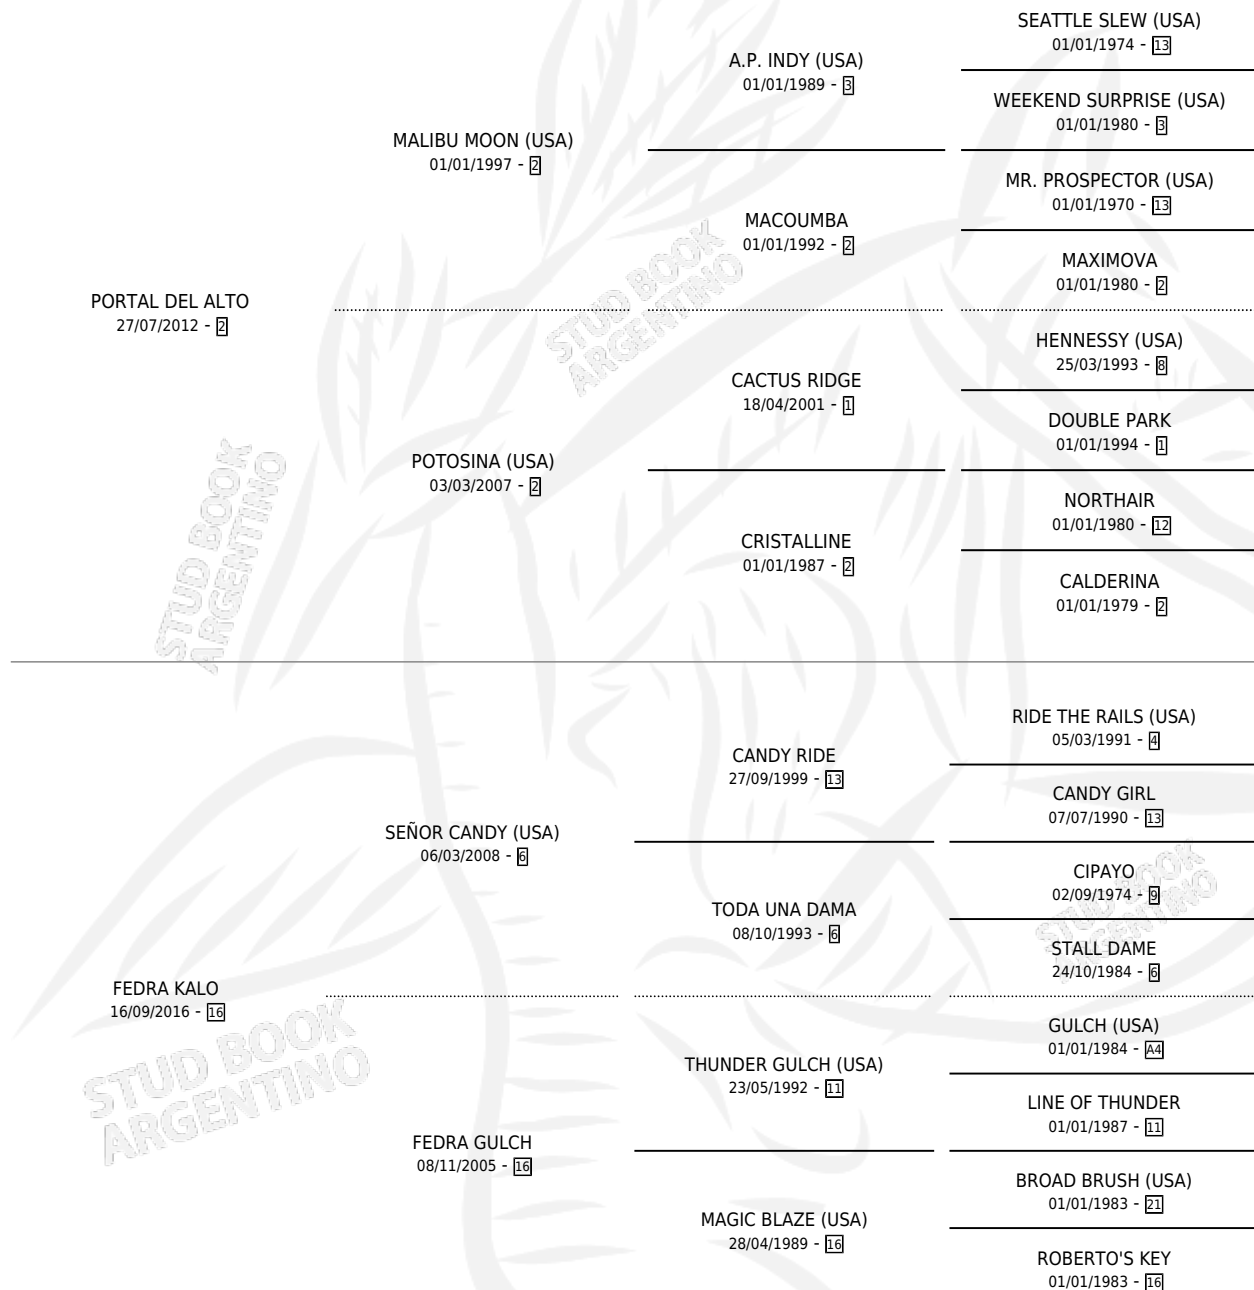 SEATTLE SLEW (USA)
01/01/1974 - 13
A.P. INDY (USA)
01/01/1989 - 3
WEEKEND SURPRISE (USA)
01/01/1980 - 3
MALIBU MOON (USA)
01/01/1997 - 2
MR. PROSPECTOR (USA)
01/01/1970 - 13
MACOUMBA
01/01/1992 - 2
MAXIMOVA
01/01/1980 - 2
PORTAL DEL ALTO
27/07/2012 - 2
HENNESSY (USA)
25/03/1993 - 8
CACTUS RIDGE
18/04/2001 - 1
DOUBLE PARK
01/01/1994 - 1
POTOSINA (USA)
03/03/2007 - 2
NORTHAIR
01/01/1980 - 12
CRISTALLINE
01/01/1987 - 2
CALDERINA
01/01/1979 - 2
STUD BOOK
ARGENTINO
STUD BOOK
ARGENTINO
RIDE THE RAILS (USA)
05/03/1991 - 4
CANDY RIDE
27/09/1999 - 13
CANDY GIRL
07/07/1990 - 13
SEÑOR CANDY (USA)
06/03/2008 - 6
CIPAYO
02/09/1974 - 9
TODA UNA DAMA
08/10/1993 - 6
STALL DAME
24/10/1984 - 6
FEDRA KALO
16/09/2016 - 16
GULCH (USA)
01/01/1984 - A4
THUNDER GULCH (USA)
23/05/1992 - 11
LINE OF THUNDER
01/01/1987 - 11
FEDRA GULCH
08/11/2005 - 16
BROAD BRUSH (USA)
01/01/1983 - 21
MAGIC BLAZE (USA)
28/04/1989 - 16
ROBERTO'S KEY
01/01/1983 - 16
STUD BOOK
ARGENTINO
STUD BOOK
ARGENTINO